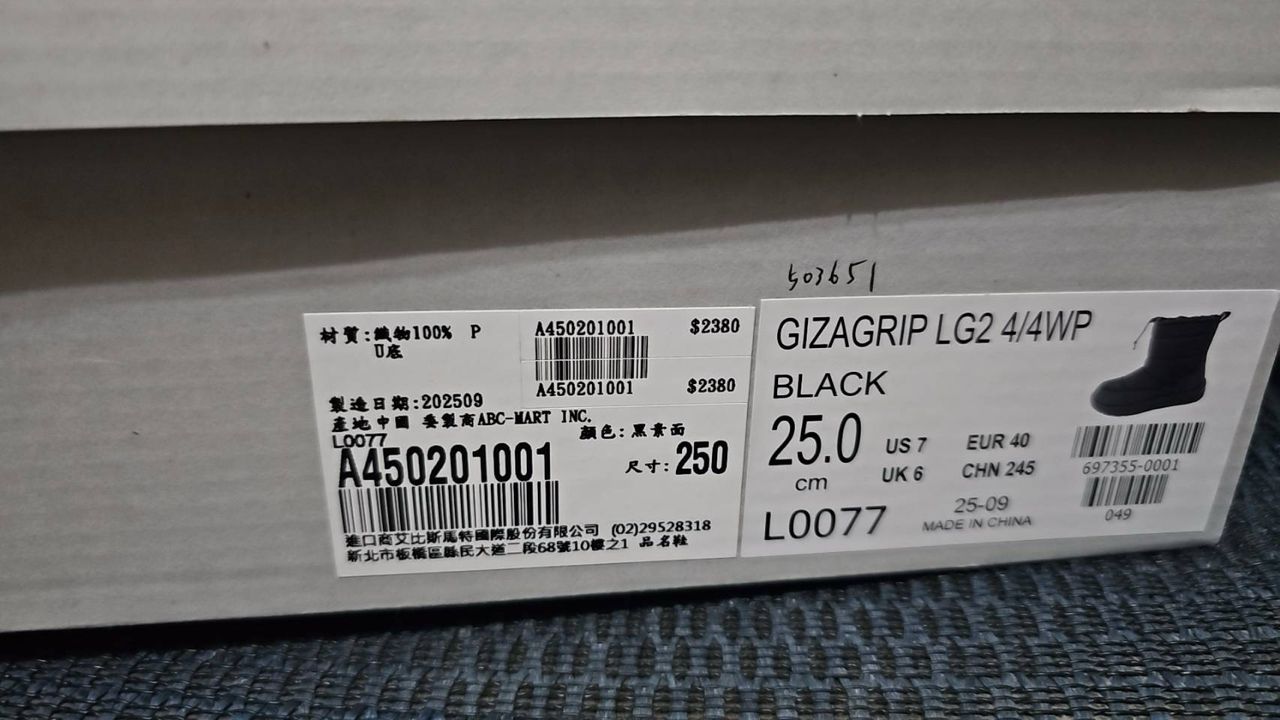 503651
材質:纖物100% P
U底
A450201001 $2380
A450201001 $2380
製造日期:202509
產地中國 委製商ABC-MART INC.
L0077
顏色:黑素面
A450201001
尺寸:250
進口商艾比斯馬特國際股份有限公司 (02)29528318
新北市板橋區縣民大道二段68號10樓之1 品名鞋
GIZAGRIP LG2 4/4WP
BLACK
25.0
cm
US 7 EUR 40
UK 6 CHN 245
697355-0001
049
L0077
25-09
MADE IN CHINA